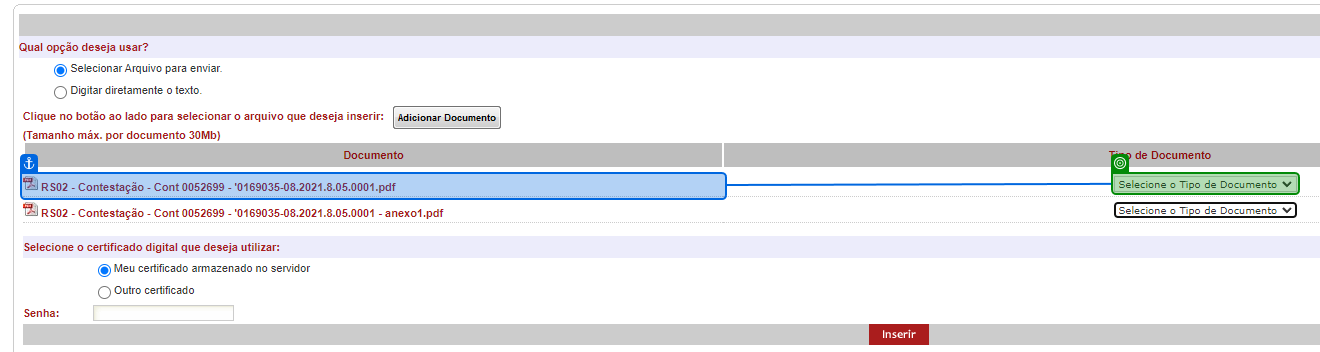 Qual opção deseja usar?
Selecionar Arquivo para enviar.
Digitar diretamente o texto.
Clique no botão ao lado para selecionar o arquivo que deseja inserir: Adicionar Documento
(Tamanho máx. por documento 30Mb)
Documento Tipo de Documento
RS02 - Contestação - Cont 0052699 - '0169035-08.2021.8.05.0001.pdf Selecione o Tipo de Documento
RS02 - Contestação - Cont 0052699 - '0169035-08.2021.8.05.0001 - anexo1.pdf Selecione o Tipo de Documento
Selecione o certificado digital que deseja utilizar:
Meu certificado armazenado no servidor
Outro certificado
Senha:
Inserir